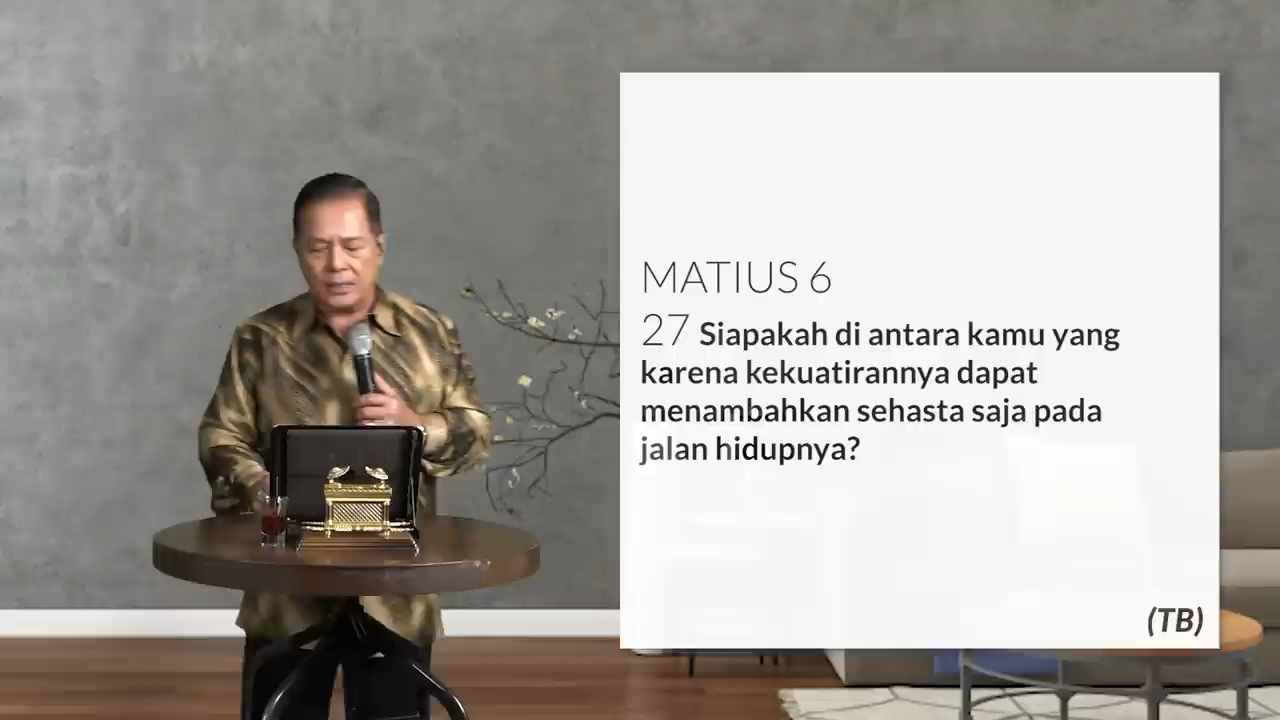 MATIUS 6
27 Siapakah di antara kamu yang
karena kekuatirannya dapat
menambahkan sehasta saja pada
jalan hidupnya?
(TB)